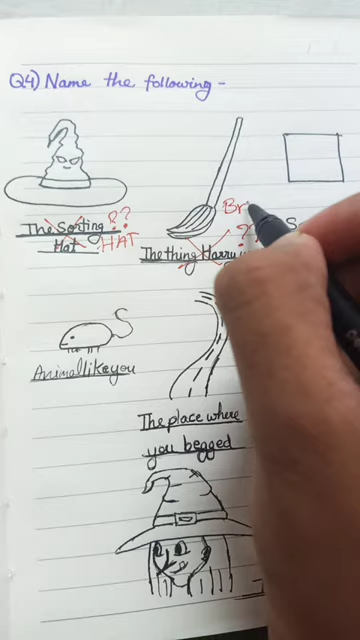 Q4) Name the following -
The Sorting ??
Hat HAT
Br
??
The thing Harry
S
Animal like you
The place where
you begged